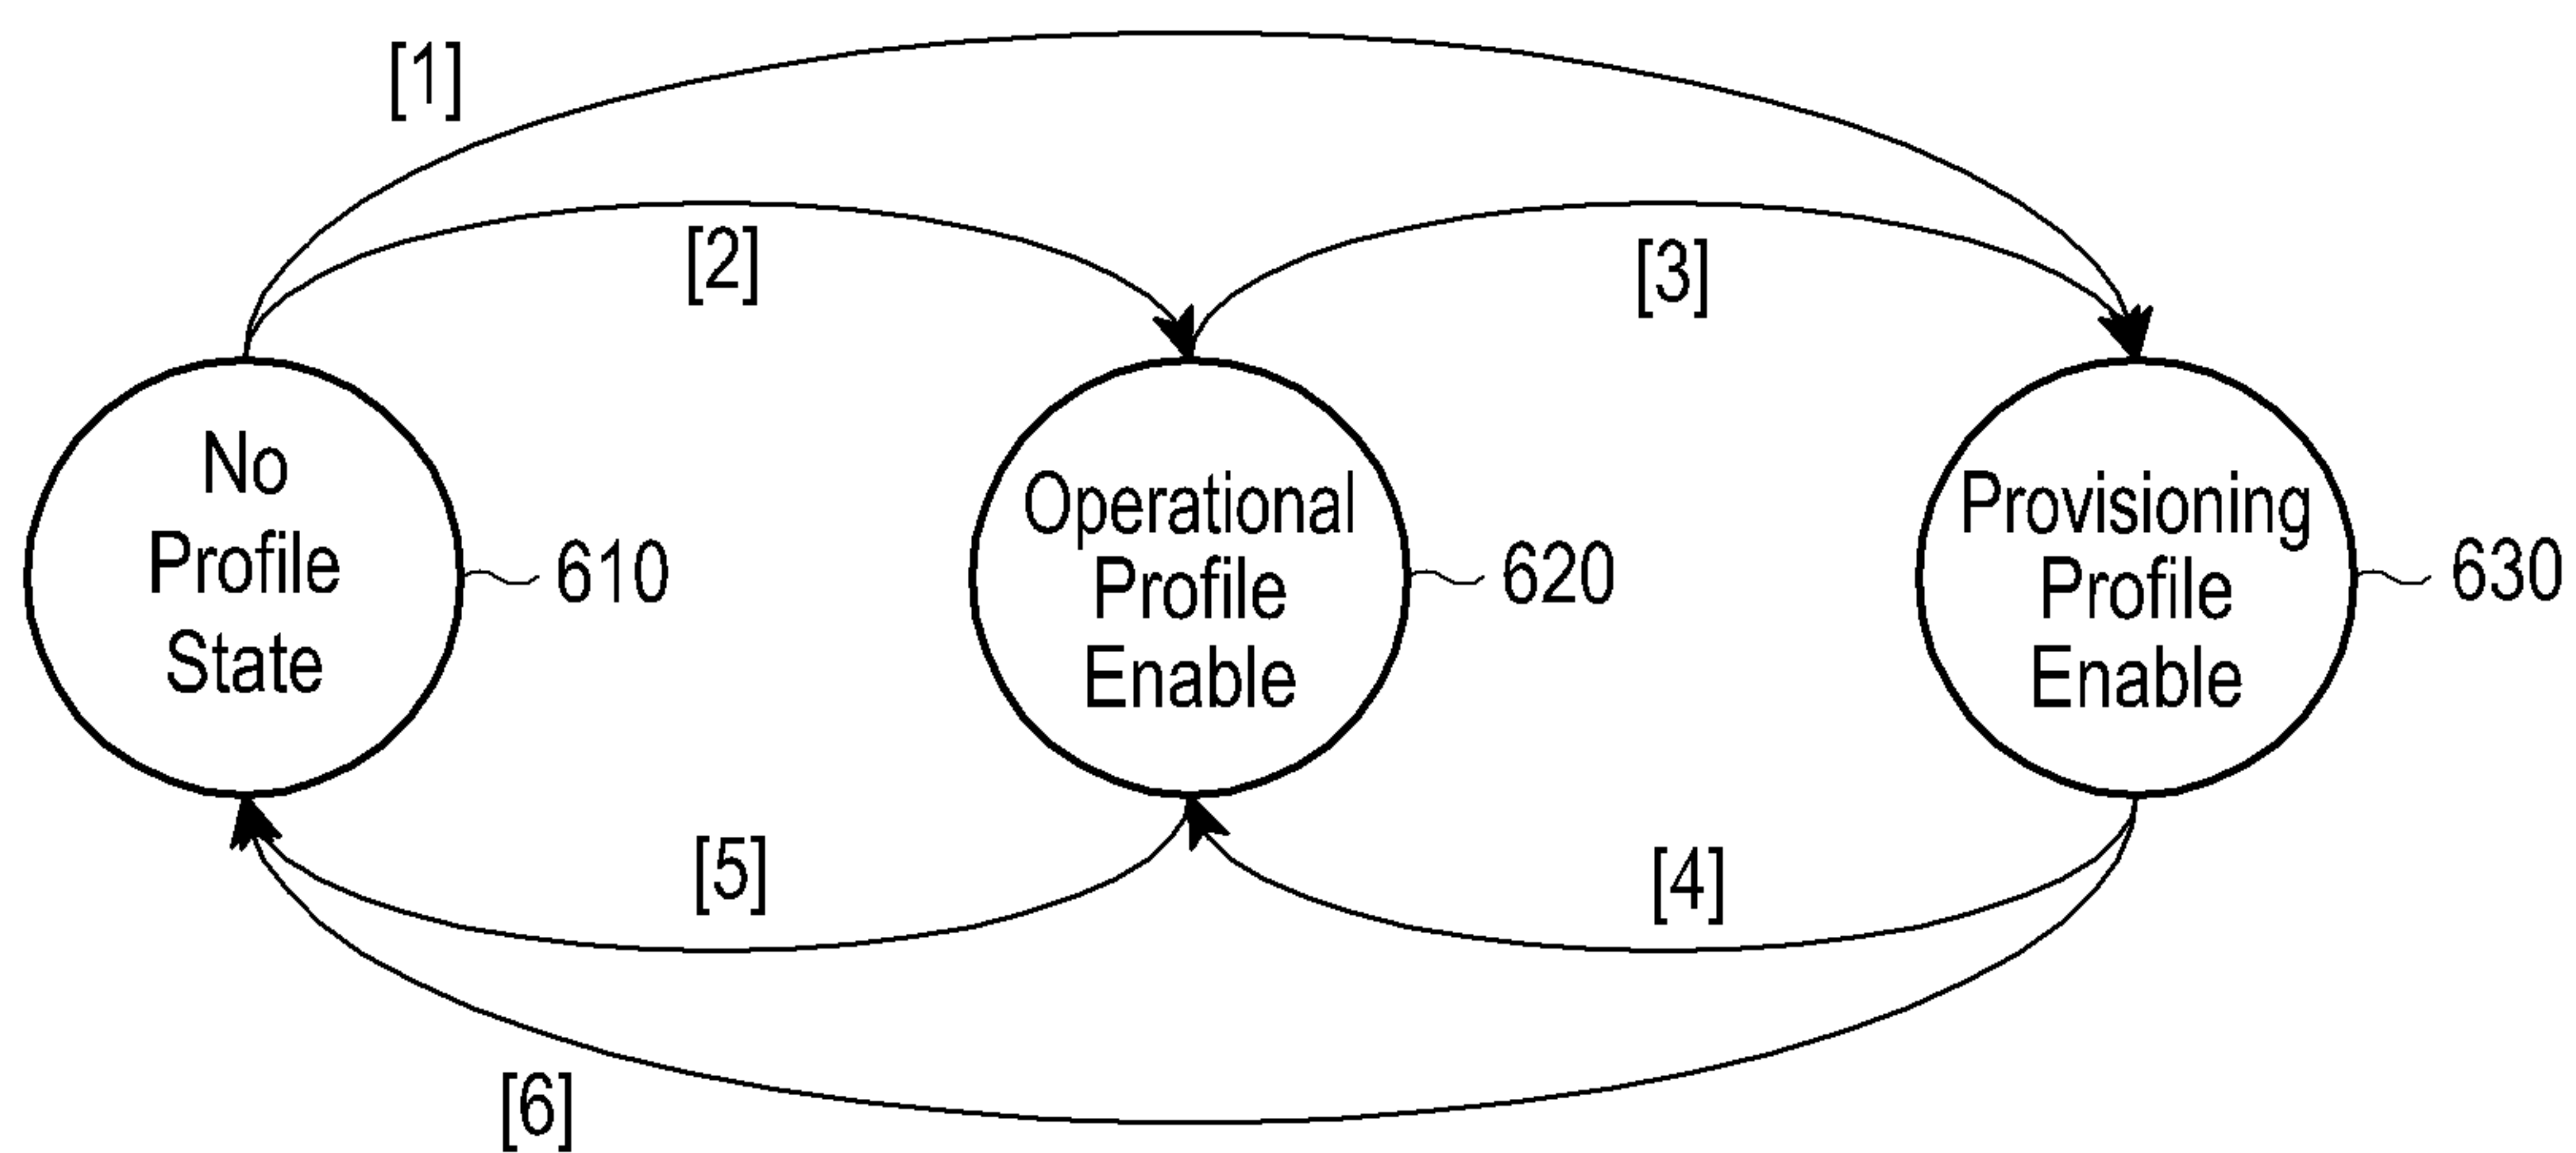 [1]
[2]
[3]
No
Profile
State
610
Operational
Profile
Enable
620
Provisioning
Profile
Enable
630
[5]
[4]
[6]